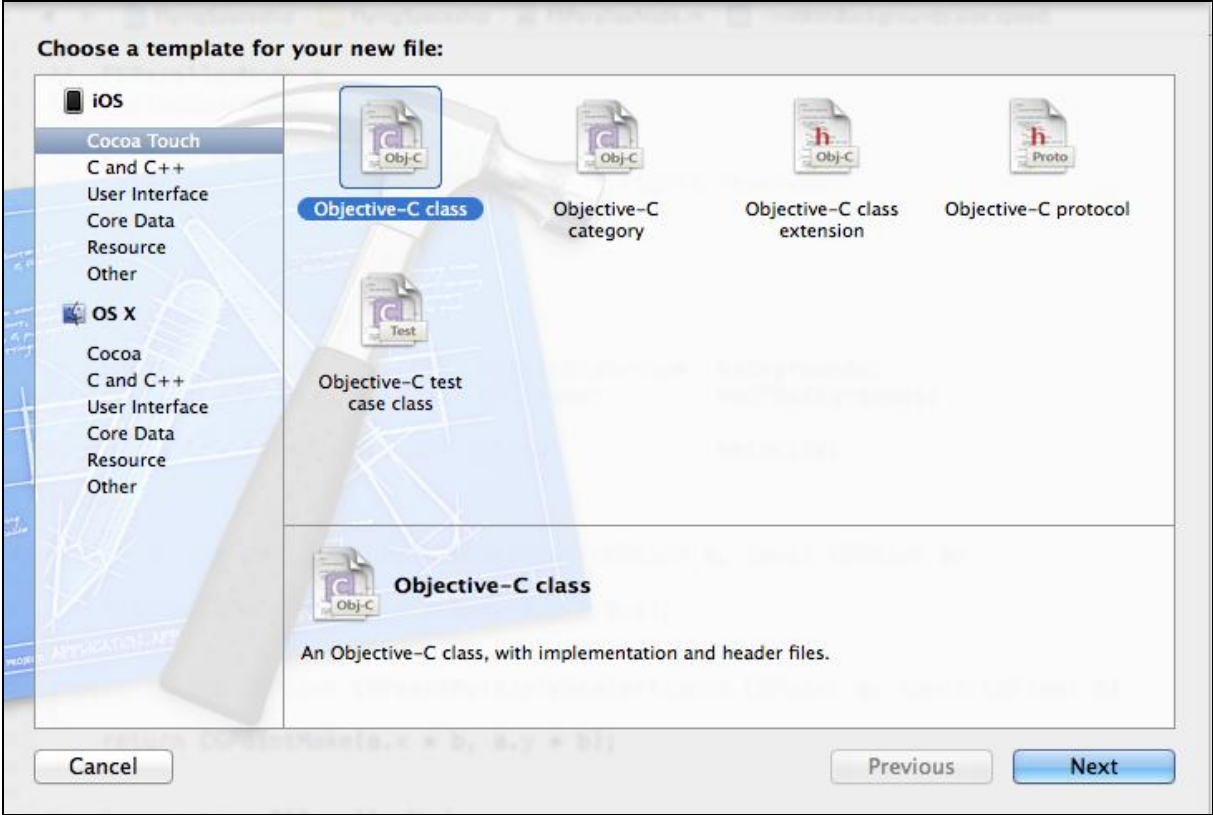 Choose a template for your new file:
iOS
Cocoa Touch
C and C++
User Interface
Core Data
Resource
Other
OS X
Cocoa
C and C++
User Interface
Core Data
Resource
Other
Obj-C
Objective-C class
Obj-C
Objective-C
category
h
Obj-C
Objective-C class
extension
h
Proto
Objective-C protocol
Test
Objective-C test
case class
Obj-C
Objective-C class
An Objective-C class, with implementation and header files.
return CGPointMake(a.x * b, a.y * b);
Cancel
Previous
Next